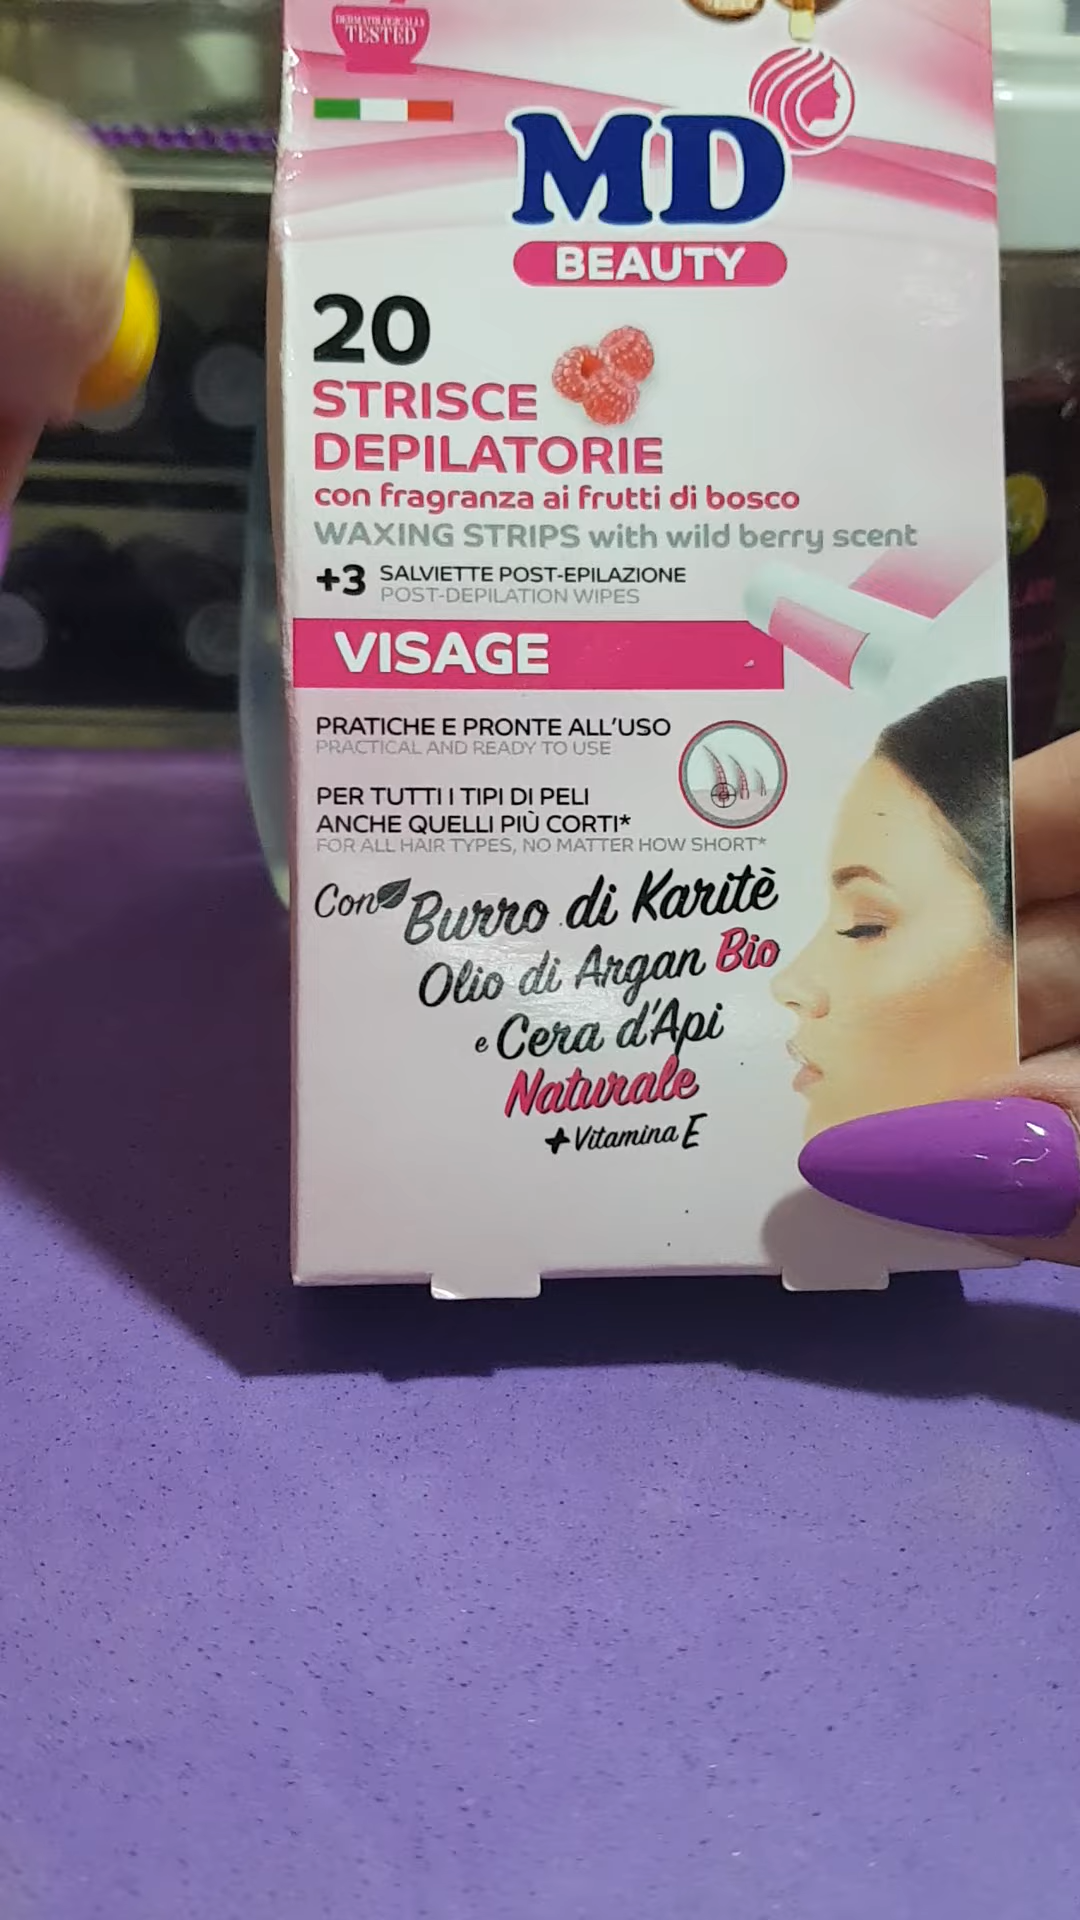 DERMATOLOGICALLY
TESTED
MD
BEAUTY
20
STRISCE
DEPILATORIE
con fragranza ai frutti di bosco
WAXING STRIPS with wild berry scent
+3 SALVIETTE POST-EPILAZIONE
POST-DEPILATION WIPES
VISAGE
PRATICHE E PRONTE ALL'USO
PRACTICAL AND READY TO USE
PER TUTTI I TIPI DI PELI
ANCHE QUELLI PIÙ CORTI*
FOR ALL HAIR TYPES, NO MATTER HOW SHORT*
Con Burro di Karitè
Olio di Argan Bio
e Cera d'Api
Naturale
+ Vitamina E